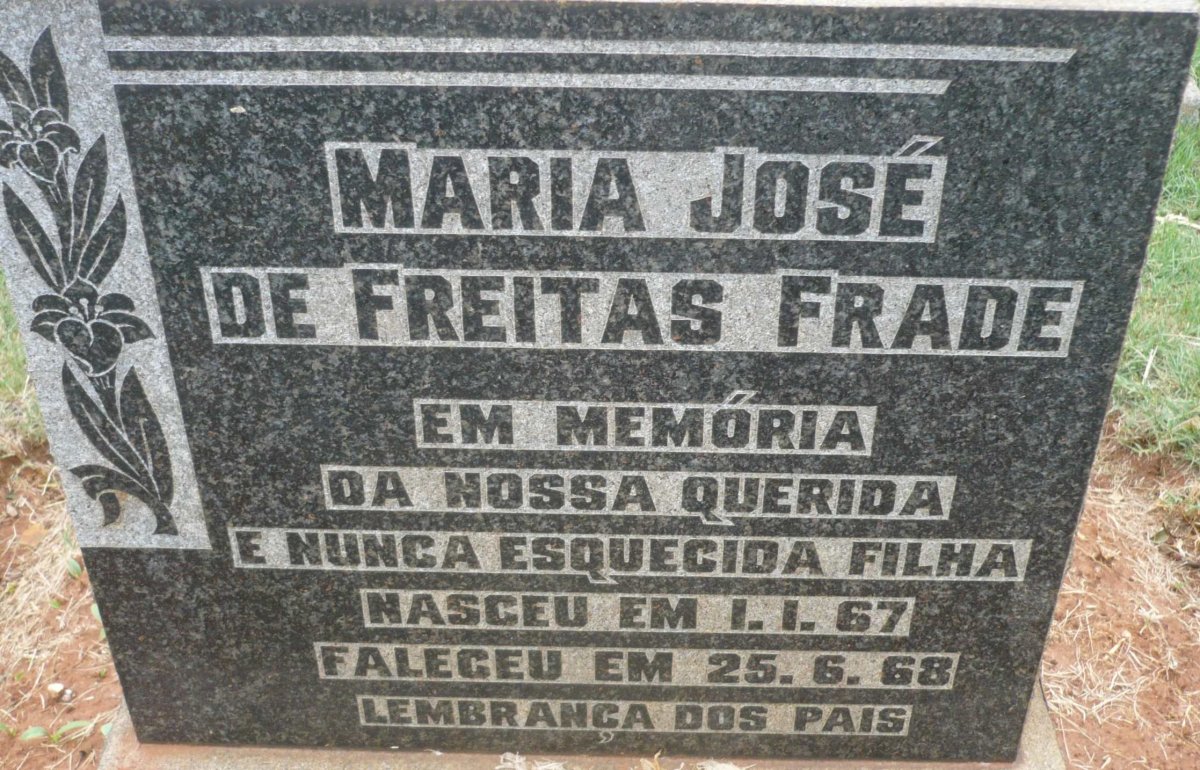 MARIA JOSÉ
DE FREITAS FRADE
EM MEMÓRIA
DA NOSSA QUERIDA
E NUNCA ESQUECIDA FILHA
NASCEU EM 1. 1. 67
FALECEU EM 25. 6. 68
LEMBRANÇA DOS PAIS